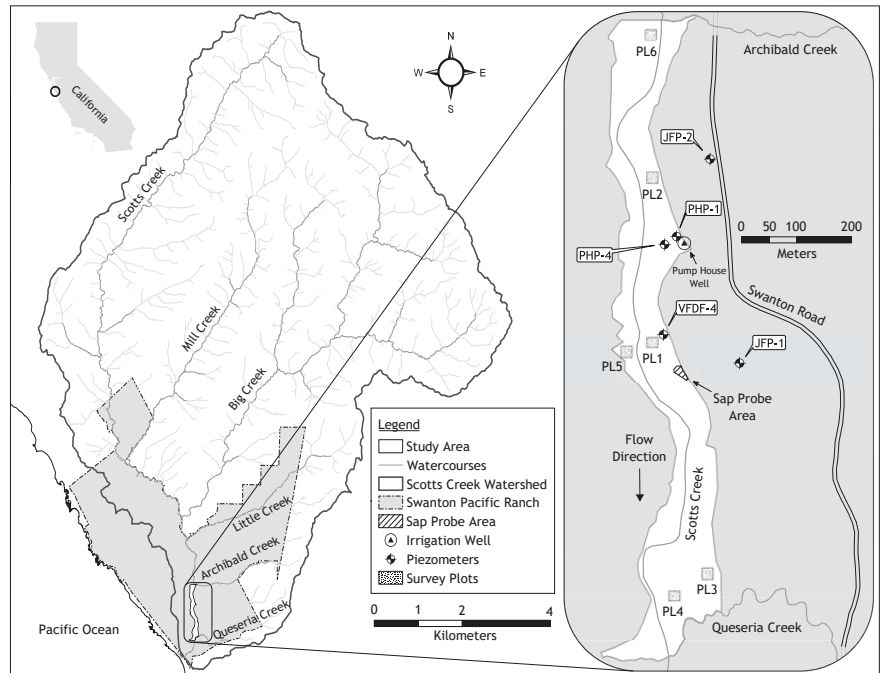 California
N
W E
S
Scotts Creek
Mill Creek
Big Creek
Little Creek
Archibald Creek
Queseria Creek
Pacific Ocean
Legend
Study Area
Watercourses
Scotts Creek Watershed
Swanton Pacific Ranch
Sap Probe Area
Irrigation Well
Piezometers
Survey Plots
0 1 2 4
Kilometers
PL6
Archibald Creek
JFP-2
PL2
PHP-1
0 50 100 200
Meters
PHP-4
Pump House
Well
Swanton Road
VFDF-4
JFP-1
PL1
PL5
Sap Probe
Area
Flow
Direction
Scotts Creek
PL3
PL4
Queseria Creek